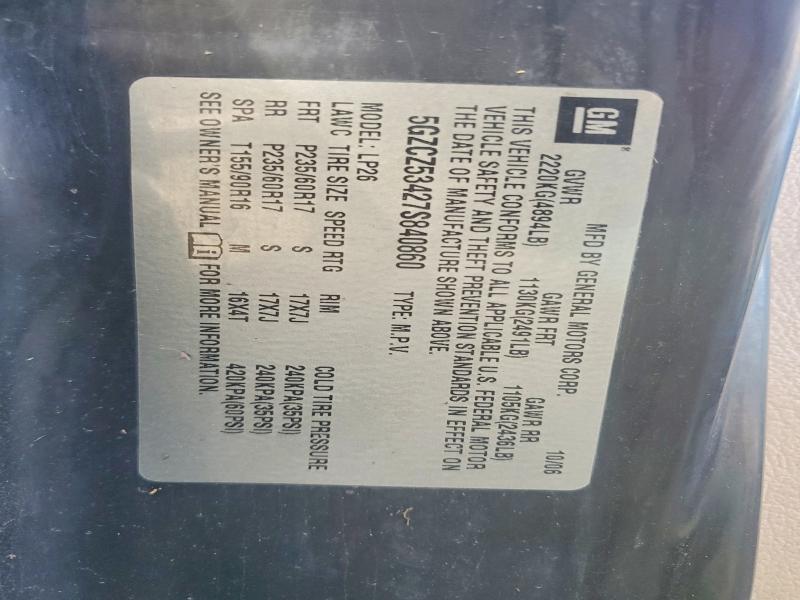 GM®
MFD BY GENERAL MOTORS CORP. 10/06
GVWR GAWR FRT GAWR RR
2220KG(4894LB) 1130KG(2491LB) 1105KG(2436LB)
THIS VEHICLE CONFORMS TO ALL APPLICABLE U.S. FEDERAL MOTOR
VEHICLE SAFETY AND THEFT PREVENTION STANDARDS IN EFFECT ON
THE DATE OF MANUFACTURE SHOWN ABOVE.
5GZCZ53427S840860 TYPE: M.P.V.
MODEL: LP26
LAWC TIRE SIZE SPEED RTG RIM COLD TIRE PRESSURE
FRT P235/60R17 S 17X7J 240KPA(35PSI)
RR P235/60R17 S 17X7J 240KPA(35PSI)
SPA T155/90R16 M 16X4T 420KPA(60PSI)
SEE OWNER'S MANUAL FOR MORE INFORMATION.